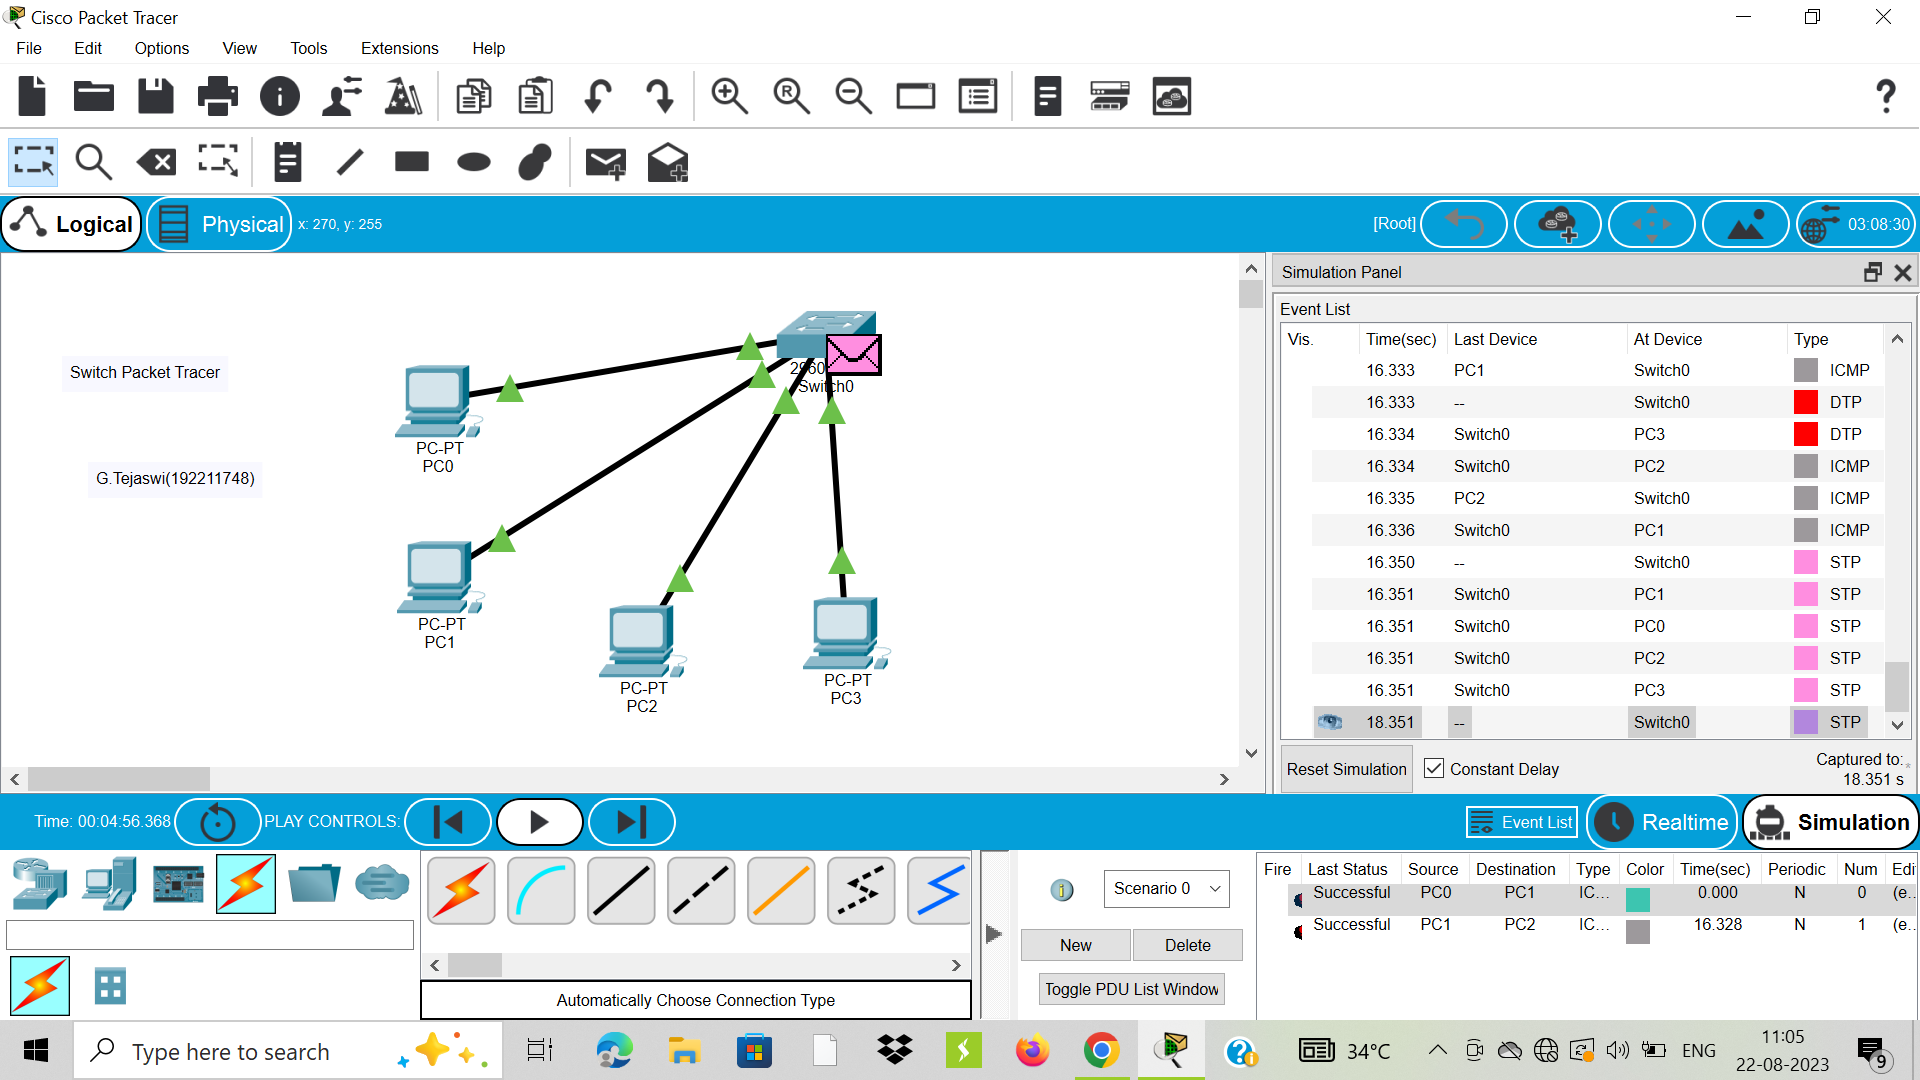 Cisco Packet Tracer
File Edit Options View Tools Extensions Help
Logical Physical x: 270, y: 255 [Root] 03:08:30
Switch Packet Tracer
G.Tejaswi(192211748)
Switch0
PC-PT
PC0
PC-PT
PC1
PC-PT
PC2
PC-PT
PC3
Simulation Panel
Event List
Vis. Time(sec) Last Device At Device Type
16.333 PC1 Switch0 ICMP
16.333 -- Switch0 DTP
16.334 Switch0 PC3 DTP
16.334 Switch0 PC2 ICMP
16.335 PC2 Switch0 ICMP
16.336 Switch0 PC1 ICMP
16.350 -- Switch0 STP
16.351 Switch0 PC1 STP
16.351 Switch0 PC0 STP
16.351 Switch0 PC2 STP
16.351 Switch0 PC3 STP
18.351 -- Switch0 STP
Reset Simulation Constant Delay Captured to:*
18.351 s
Time: 00:04:56.368 PLAY CONTROLS: Event List Realtime Simulation
Automatically Choose Connection Type
Scenario 0
New Delete
Toggle PDU List Window
Fire Last Status Source Destination Type Color Time(sec) Periodic Num Edi
Successful PC0 PC1 IC... 0.000 N 0 (e...
Successful PC1 PC2 IC... 16.328 N 1 (e...
Type here to search
34°C ENG
11:05
22-08-2023
9